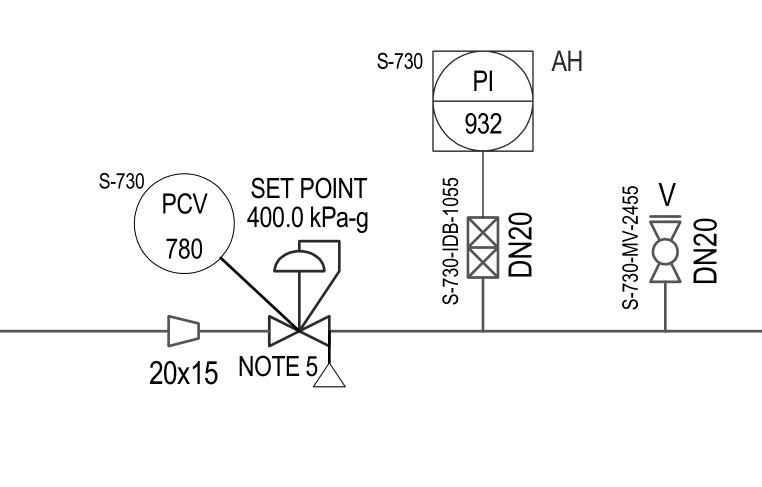 S-730
PI
932
AH
S-730
PCV
780
SET POINT
400.0 kPa-g
S-730-IDB-1055
DN20
V
S-730-MV-2455
DN20
20x15
NOTE 5